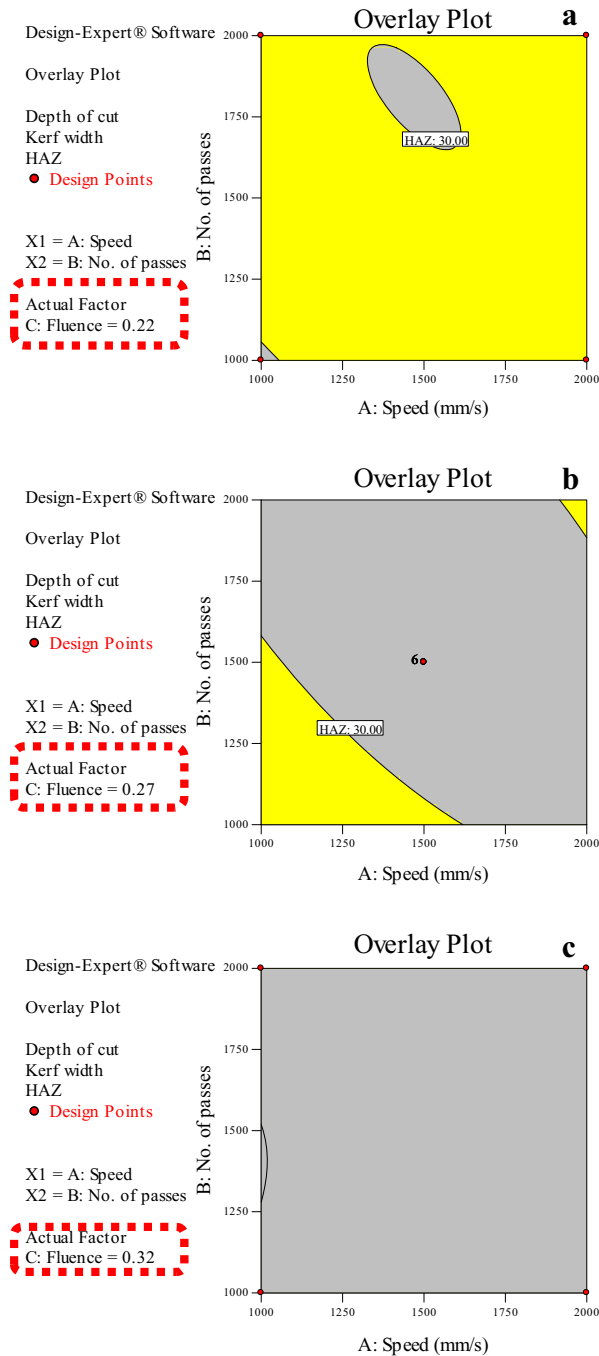 Design-Expert® Software
Overlay Plot
Depth of cut
Kerf width
HAZ
Design Points
X1 = A: Speed
X2 = B: No. of passes
Actual Factor
C: Fluence = 0.22
Overlay Plot
a
B: No. of passes
2000
1750
1500
1250
1000
HAZ: 30.00
1000 1250 1500 1750 2000
A: Speed (mm/s)
Design-Expert® Software
Overlay Plot
Depth of cut
Kerf width
HAZ
Design Points
X1 = A: Speed
X2 = B: No. of passes
Actual Factor
C: Fluence = 0.27
Overlay Plot
b
B: No. of passes
2000
1750
1500
1250
1000
6
HAZ: 30.00
1000 1250 1500 1750 2000
A: Speed (mm/s)
Design-Expert® Software
Overlay Plot
Depth of cut
Kerf width
HAZ
Design Points
X1 = A: Speed
X2 = B: No. of passes
Actual Factor
C: Fluence = 0.32
Overlay Plot
c
B: No. of passes
2000
1750
1500
1250
1000
1000 1250 1500 1750 2000
A: Speed (mm/s)